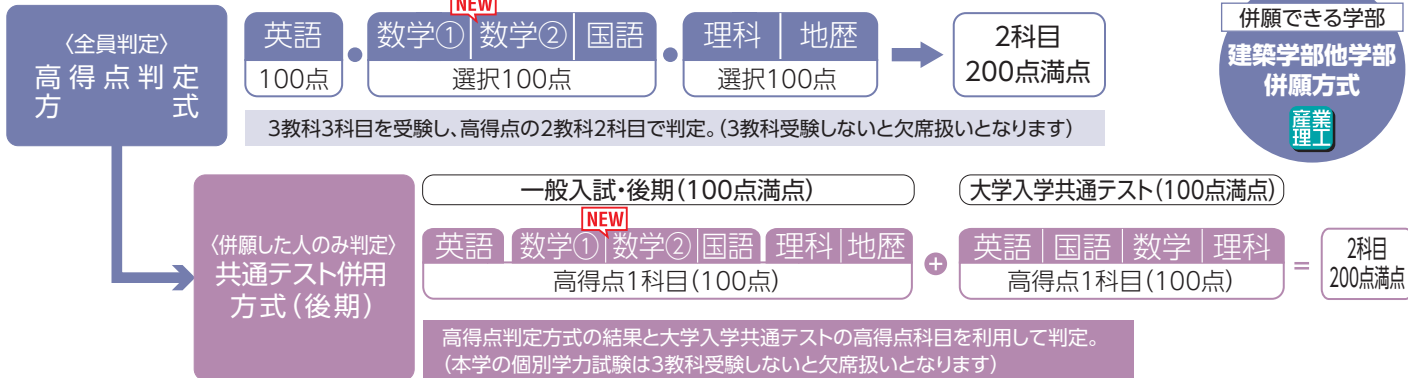 〈全員判定〉
高得点判定
方式
NEW
英語
100点
数学① 数学② 国語
選択100点
理科 地歴
選択100点
2科目
200点満点
3教科3科目を受験し、高得点の2教科2科目で判定。(3教科受験しないと欠席扱いとなります)
併願できる学部
建築学部他学部
併願方式
産業
理工
〈併願した人のみ判定〉
共通テスト併用
方式(後期)
一般入試・後期(100点満点)
NEW
英語 数学① 数学② 国語 理科 地歴
高得点1科目(100点)
+
大学入学共通テスト(100点満点)
英語 国語 数学 理科
高得点1科目(100点)
=
2科目
200点満点
高得点判定方式の結果と大学入学共通テストの高得点科目を利用して判定。
(本学の個別学力試験は3教科受験しないと欠席扱いとなります)